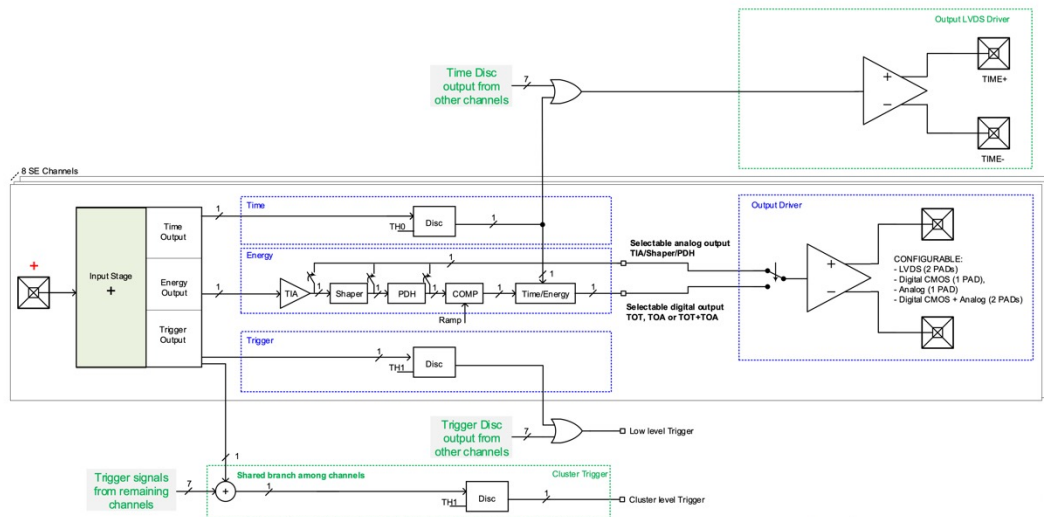 Output LVDS Driver
TIME+
TIME-
Time Disc
output from
other channels
7
8 SE Channels
+
Input Stage
+
Time
Output
Energy
Output
Trigger
Output
1
Time
TH0
Disc
1
Energy
1
TIA
1
Shaper
1
PDH
1
COMP
1
Time/Energy
1
1
1
Ramp
Selectable analog output
TIA/Shaper/PDH
Selectable digital output
TOT, TOA or TOT+TOA
Output Driver
+
−
CONFIGURABLE:
- LVDS (2 PADs)
- Digital CMOS (1 PAD),
- Analog (1 PAD)
- Digital CMOS + Analog (2 PADs)
+
−
Trigger
1
TH1
Disc
Trigger Disc
output from
other channels
7
Low level Trigger
1
Trigger signals
from remaining
channels
7
+
Shared branch among channels
Cluster Trigger
1
TH1
Disc
1
Cluster level Trigger